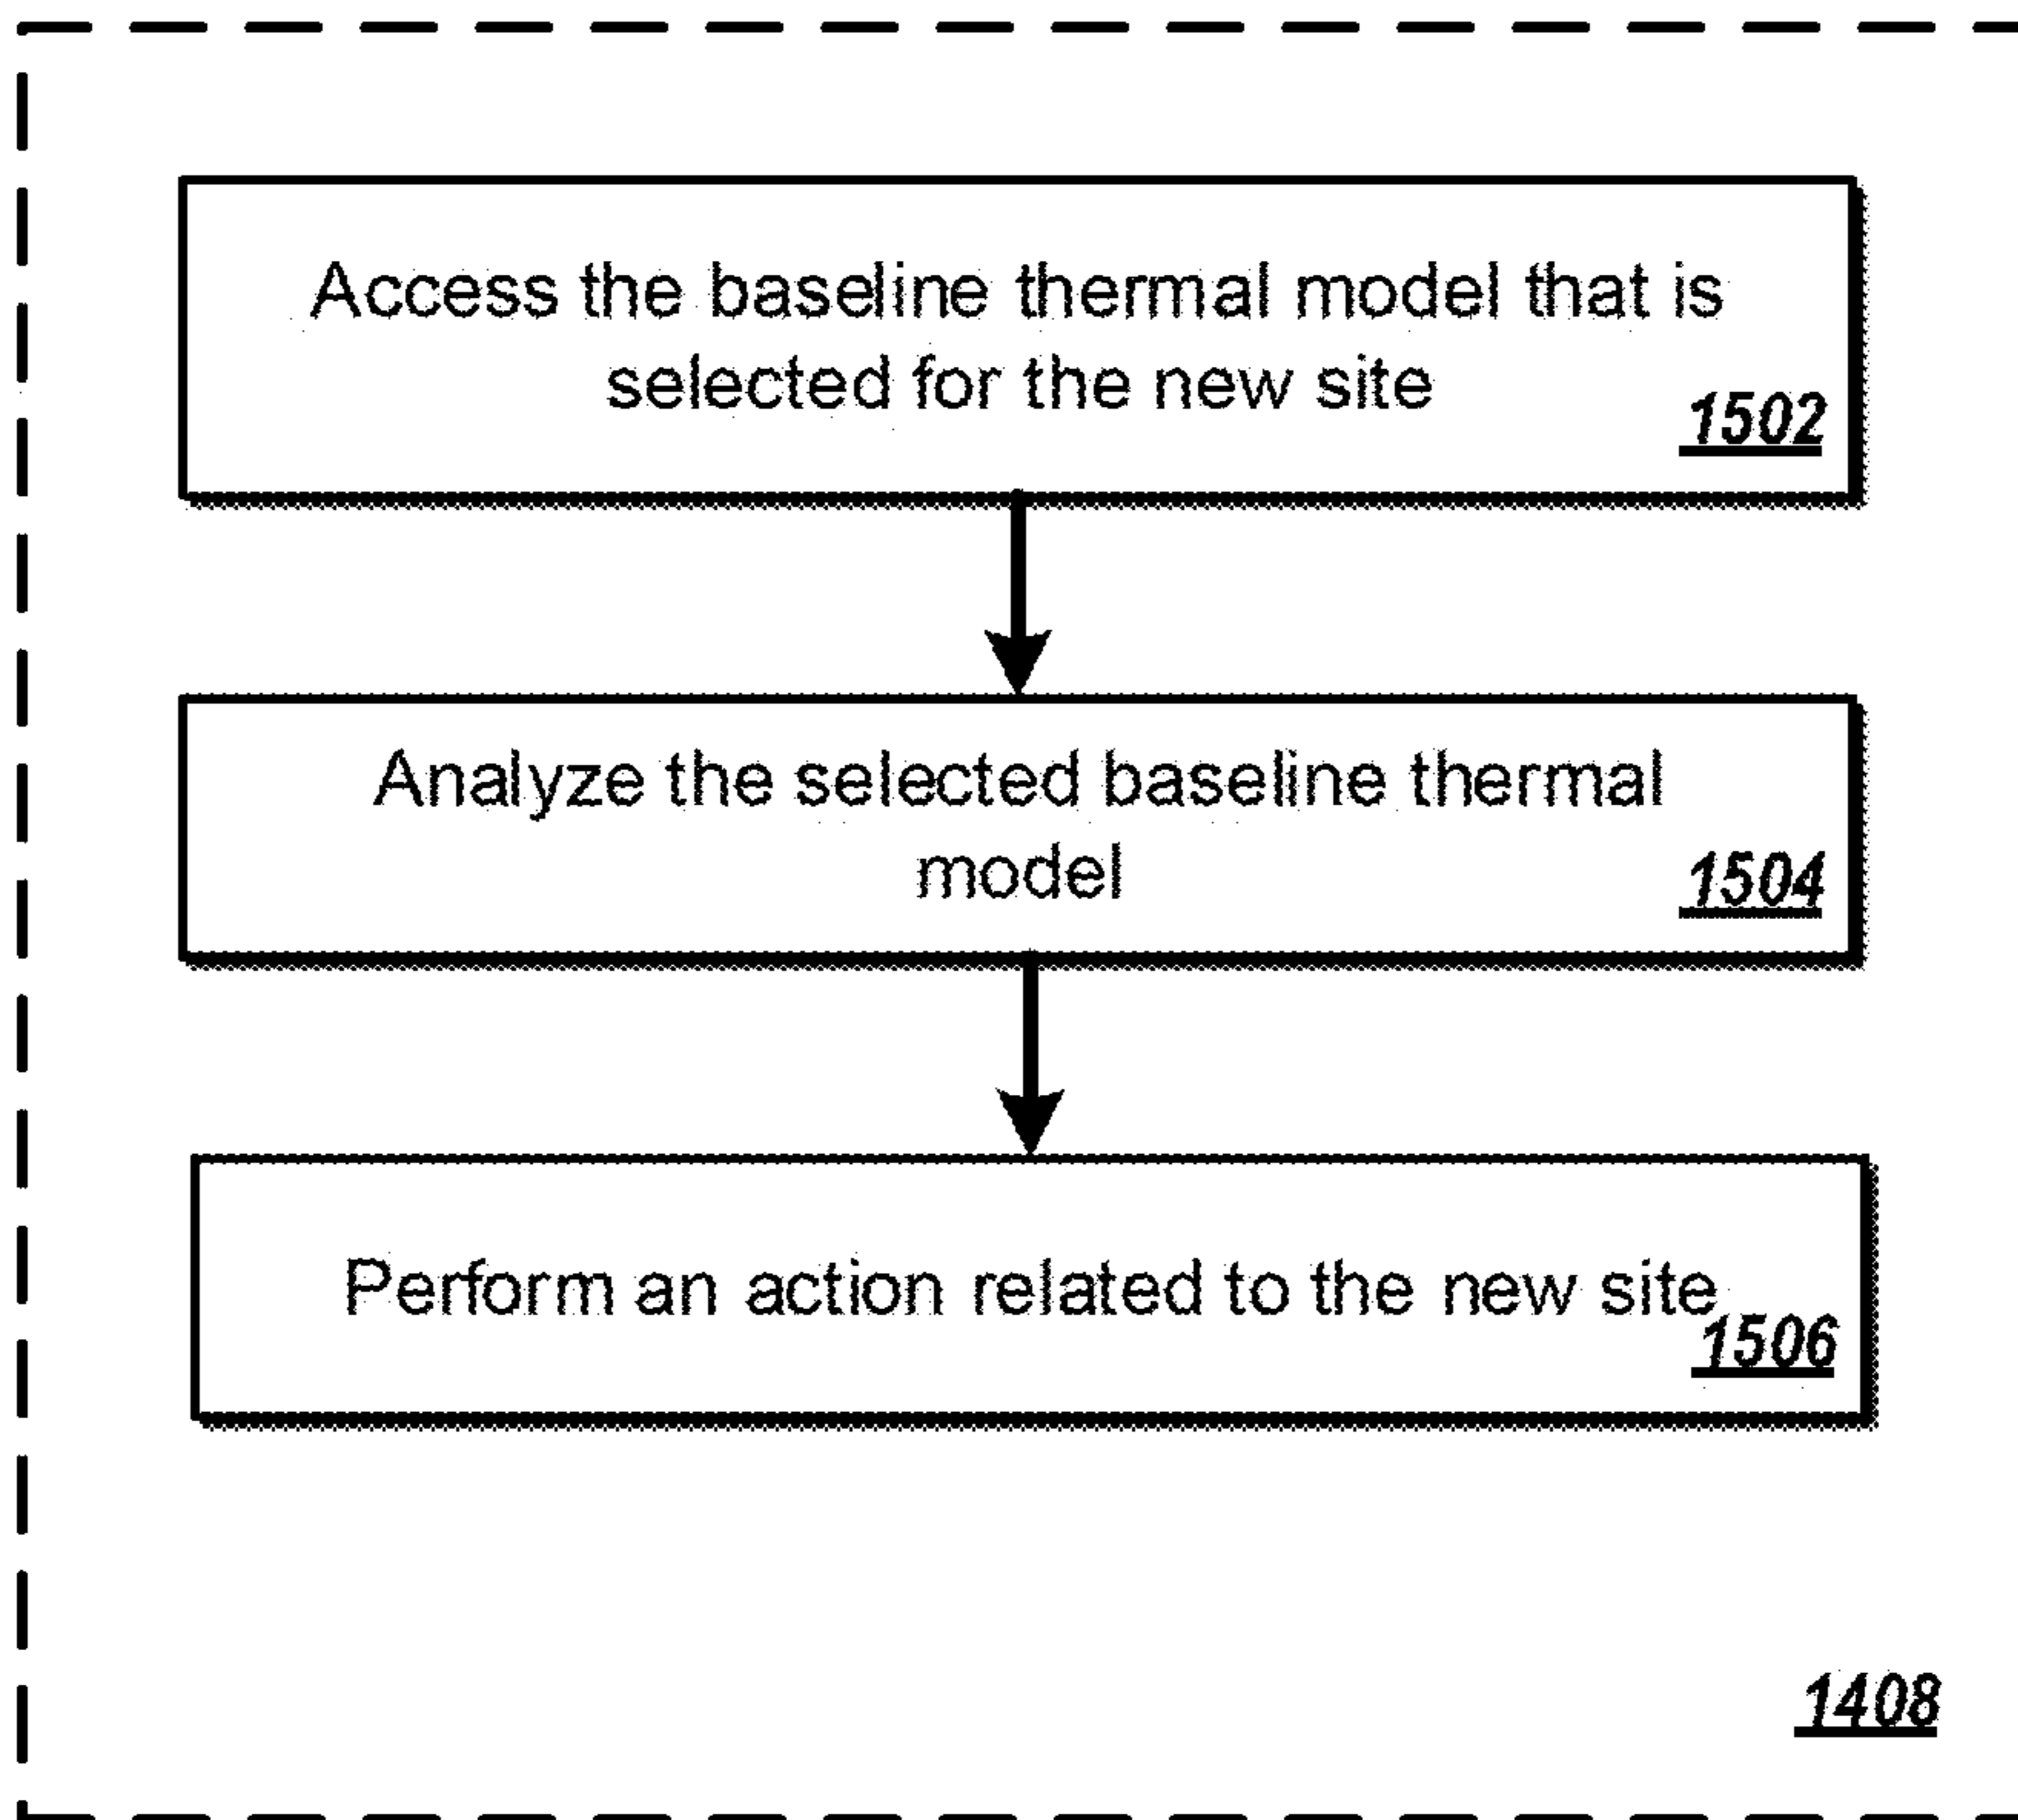 Access the baseline thermal model that is
selected for the new site
1502
Analyze the selected baseline thermal
model
1504
Perform an action related to the new site
1506
1408